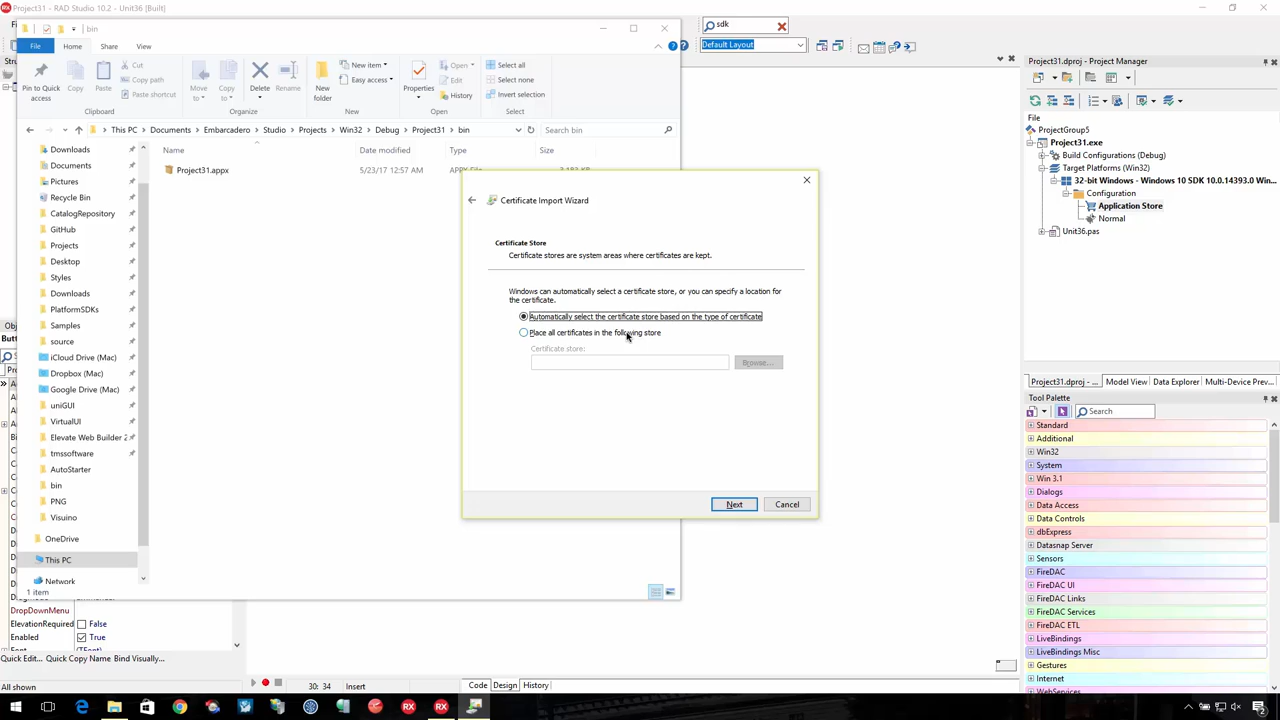 Project31 - RAD Studio 10.2 - Unit36 [Built]
bin
sdk
File
Home
Share
View
Default Layout
Pin to Quick access
Copy
Paste
Cut
Copy path
Paste shortcut
Clipboard
Move to
Copy to
Delete
Rename
Organize
New folder
New item
Easy access
New
Properties
Open
Edit
History
Open
Select all
Select none
Invert selection
Select
This PC
Documents
Embarcadero
Studio
Projects
Win32
Debug
Project31
bin
Search bin
Name
Date modified
Type
Size
Project31.appx
5/23/17 12:57 AM
Downloads
Documents
Pictures
Recycle Bin
CatalogRepository
GitHub
Projects
Desktop
Styles
Downloads
PlatformSDKs
Samples
source
iCloud Drive (Mac)
Dropbox (Mac)
Google Drive (Mac)
uniGUI
VirtualUI
Elevate Web Builder 2
tmssoftware
AutoStarter
bin
PNG
Visuino
OneDrive
This PC
Network
1 item
Certificate Import Wizard
Certificate Store
Certificate stores are system areas where certificates are kept.
Windows can automatically select a certificate store, or you can specify a location for
the certificate.
Automatically select the certificate store based on the type of certificate
Place all certificates in the following store
Certificate store:
Browse...
Next
Cancel
Project31.dproj - Project Manager
File
ProjectGroup5
Project31.exe
Build Configurations (Debug)
Target Platforms (Win32)
32-bit Windows - Windows 10 SDK 10.0.14393.0 Win
Configuration
Application Store
Normal
Unit36.pas
Project31.dproj - ...
Model View
Data Explorer
Multi-Device Prev...
Tool Palette
Search
Standard
Additional
Win32
System
Win 3.1
Dialogs
Data Access
Data Controls
dbExpress
Datasnap Server
Sensors
FireDAC
FireDAC UI
FireDAC Links
FireDAC Services
FireDAC ETL
LiveBindings
LiveBindings Misc
Gestures
Internet
WebServices
DropDownMenu
ElevationRequired
False
Enabled
True
Font
(TFont)
Quick Edit... Quick Copy Name Bind Visually...
All shown
30: 34
Insert
Code
Design
History